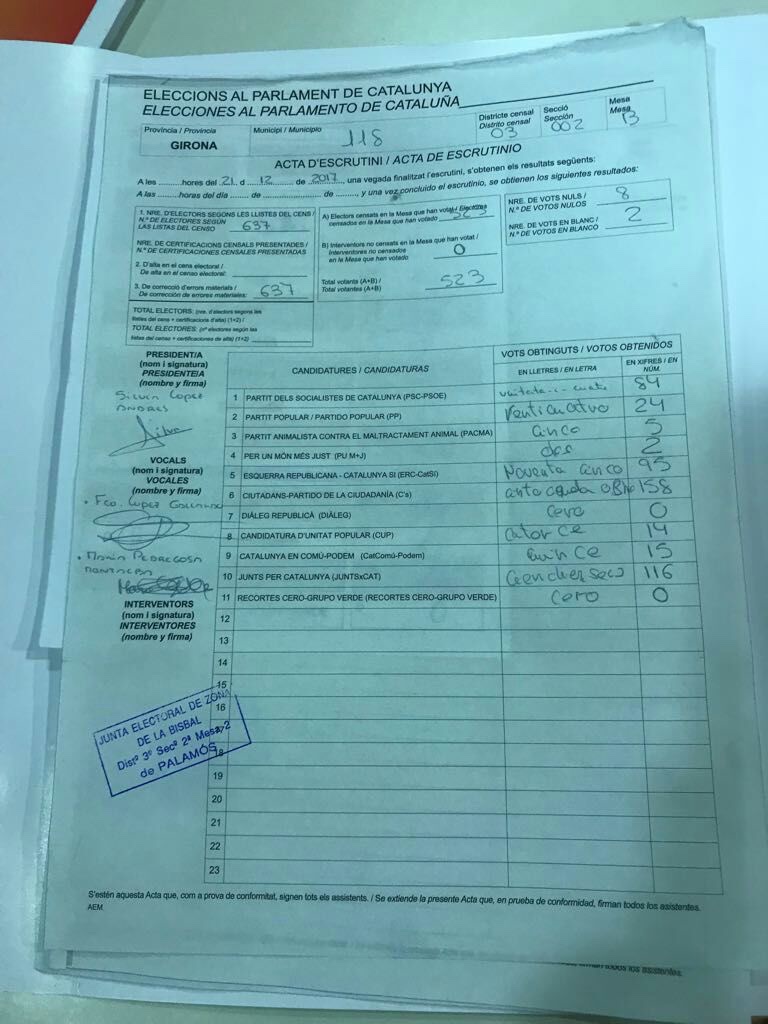 ELECCIONS AL PARLAMENT DE CATALUNYA
ELECCIONES AL PARLAMENTO DE CATALUÑA
Província / Provincia
GIRONA
Municipi / Municipio
118
Districte censal
Distrito censal
03
Secció
Sección
002
Mesa
Mesa
B
ACTA D'ESCRUTINI / ACTA DE ESCRUTINIO
A les ..........hores del 21 d 12 de 2017, una vegada finalitzat l'escrutini, s'obtenen els resultats següents:
A las ..........horas del día ........ de ........................ de ........, y una vez concluido el escrutinio, se obtienen los siguientes resultados:
1. NRE. D'ELECTORS SEGONS LES LLISTES DEL CENS /
N.º DE ELECTORES SEGÚN
LAS LISTAS DEL CENSO 637
NRE. DE CERTIFICACIONS CENSALS PRESENTADES /
N.º DE CERTIFICACIONES CENSALES PRESENTADAS
2. D'alta en el cens electoral /
De alta en el censo electoral:
3. De correcció d'errors materials /
De corrección de errores materiales: 637
TOTAL ELECTORS: (nre. d'electors segons les
llistes del cens + certificacions d'alta) (1+2) /
TOTAL ELECTORES: (nº electores según las
listas del censo + certificaciones de alta) (1+2)
A) Electors censats en la Mesa que han votat / Electores
censados en la Mesa que han votado 523
B) Interventors no censats en la Mesa que han votat /
Interventores no censados
en la Mesa que han votado 0
Total votants (A+B) /
Total votantes (A+B) 523
NRE. DE VOTS NULS /
N.º DE VOTOS NULOS 8
NRE. DE VOTS EN BLANC /
N.º DE VOTOS EN BLANCO 2
PRESIDENT/A
(nom i signatura)
PRESIDENTE/A
(nombre y firma)
Silvia Lopez
ANDRES
Silvia
VOCALS
(nom i signatura)
VOCALES
(nombre y firma)
Fco. Lopez
MARIA PEDREGOSA
INTERVENTORS
(nom i signatura)
INTERVENTORES
(nombre y firma)
CANDIDATURES / CANDIDATURAS
VOTS OBTINGUTS / VOTOS OBTENIDOS
EN LLETRES / EN LETRA
EN XIFRES / EN NÚM.
1 PARTIT DELS SOCIALISTES DE CATALUNYA (PSC-PSOE) 84
2 PARTIT POPULAR / PARTIDO POPULAR (PP) Venticuatro 24
3 PARTIT ANIMALISTA CONTRA EL MALTRACTAMENT ANIMAL (PACMA) cinco 5
4 PER UN MÓN MÉS JUST (PU M+J) dos 2
5 ESQUERRA REPUBLICANA - CATALUNYA SI (ERC-CatSí) Noventa cinco 95
6 CIUTADANS-PARTIDO DE LA CIUDADANÍA (C's) 158
7 DIÀLEG REPUBLICÀ (DIÀLEG) Cero 0
8 CANDIDATURA D'UNITAT POPULAR (CUP) Cator ce 14
9 CATALUNYA EN COMÚ-PODEM (CatComú-Podem) Quin ce 15
10 JUNTS PER CATALUNYA (JUNTSxCAT) 116
11 RECORTES CERO-GRUPO VERDE (RECORTES CERO-GRUPO VERDE) Cero 0
12
13
14
15
16
18
19
20
21
22
23
JUNTA ELECTORAL DE ZONA
DE LA BISBAL
Distº 3º Secº 2ª Mesa 2
de PALAMÓS
S'estén aquesta Acta que, com a prova de conformitat, signen tots els assistents. / Se extiende la presente Acta que, en prueba de conformidad, firman todos los asistentes.
AEM.
todos los asistentes.